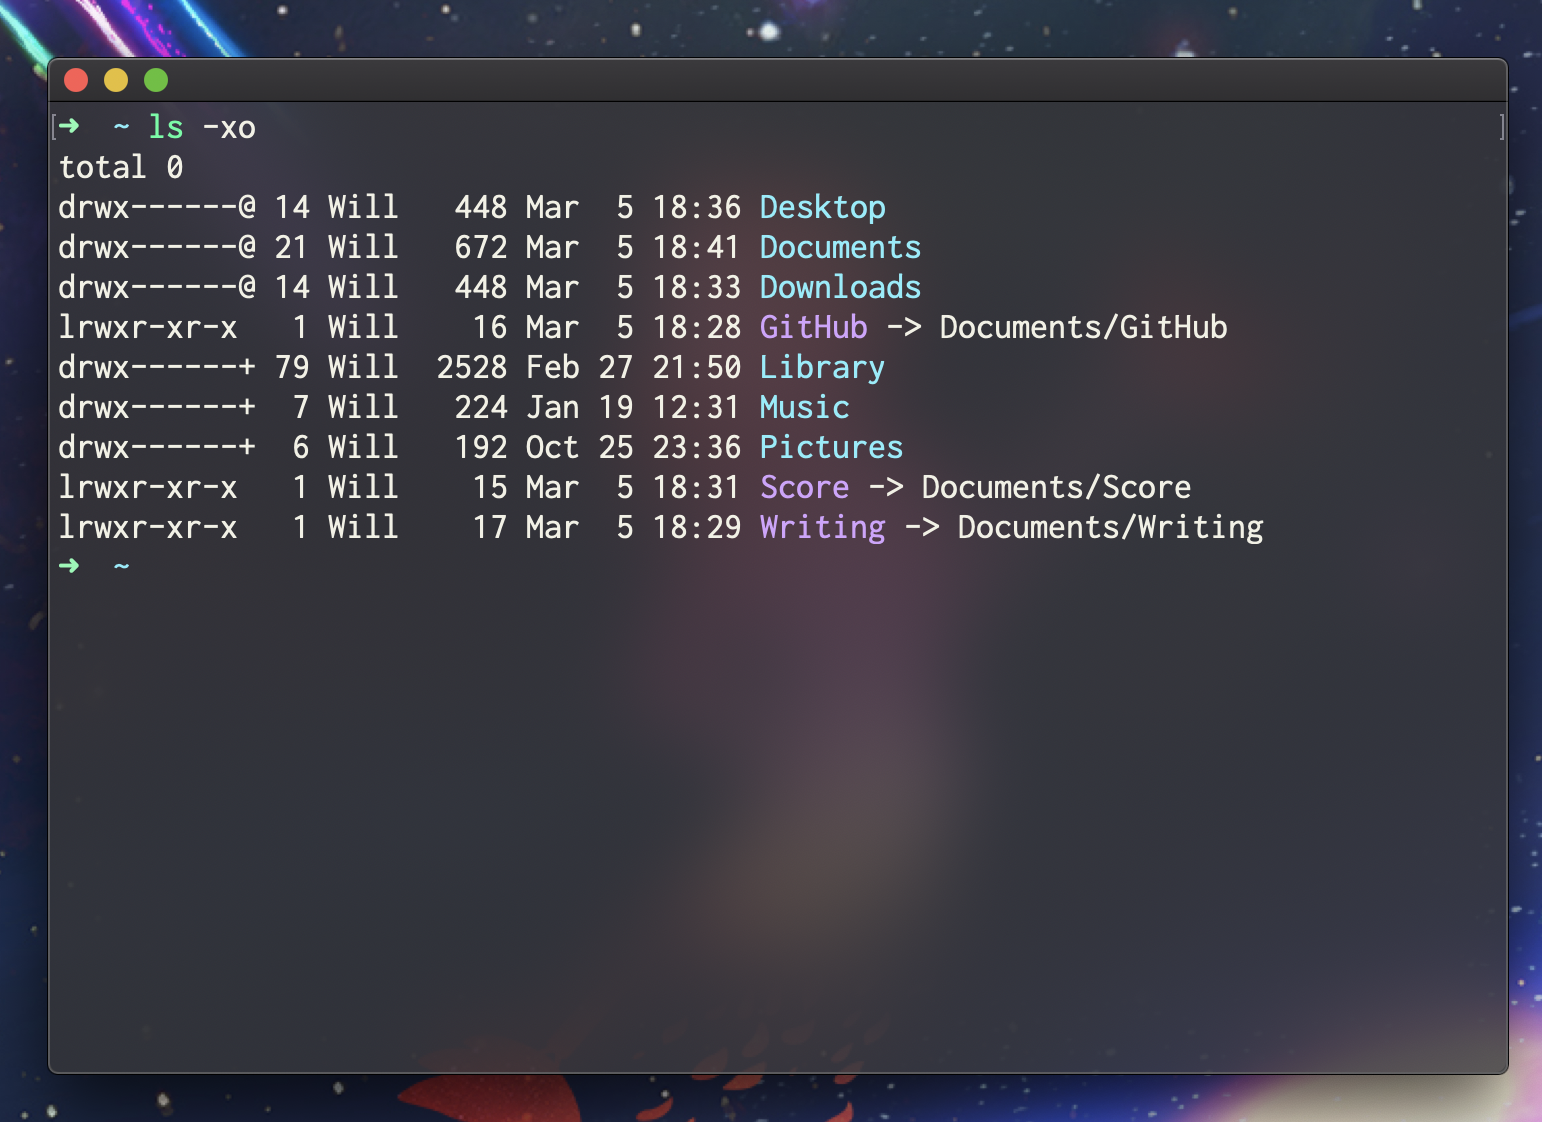 [➜  ~ ls -xo ]
total 0
drwx------@ 14 Will   448 Mar  5 18:36 Desktop
drwx------@ 21 Will   672 Mar  5 18:41 Documents
drwx------@ 14 Will   448 Mar  5 18:33 Downloads
lrwxr-xr-x   1 Will    16 Mar  5 18:28 GitHub -> Documents/GitHub
drwx------+ 79 Will  2528 Feb 27 21:50 Library
drwx------+  7 Will   224 Jan 19 12:31 Music
drwx------+  6 Will   192 Oct 25 23:36 Pictures
lrwxr-xr-x   1 Will    15 Mar  5 18:31 Score -> Documents/Score
lrwxr-xr-x   1 Will    17 Mar  5 18:29 Writing -> Documents/Writing
➜  ~